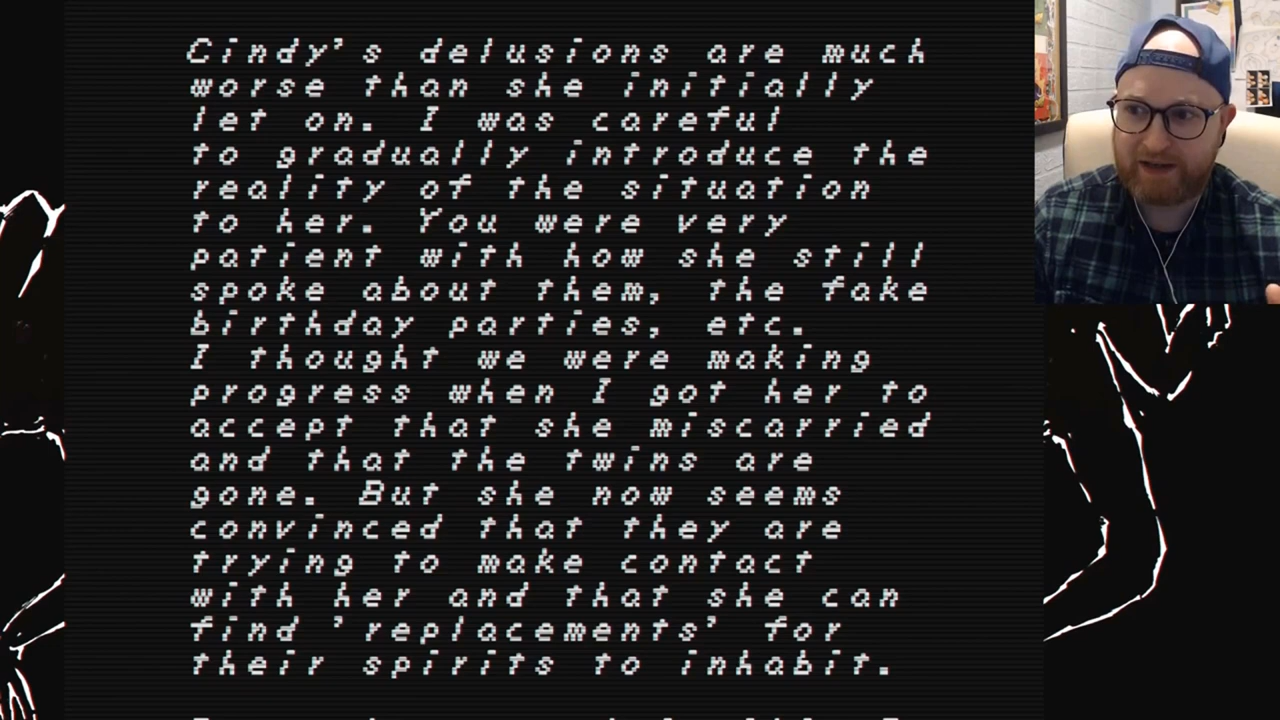 Cindy's delusions are much
worse than she initially
let on. I was careful
to gradually introduce the
reality of the situation
to her. You were very
patient with how she still
spoke about them, the fake
birthday parties, etc.
I thought we were making
progress when I got her to
accept that she miscarried
and that the twins are
gone. But she now seems
convinced that they are
trying to make contact
with her and that she can
find 'replacements' for
their spirits to inhabit.